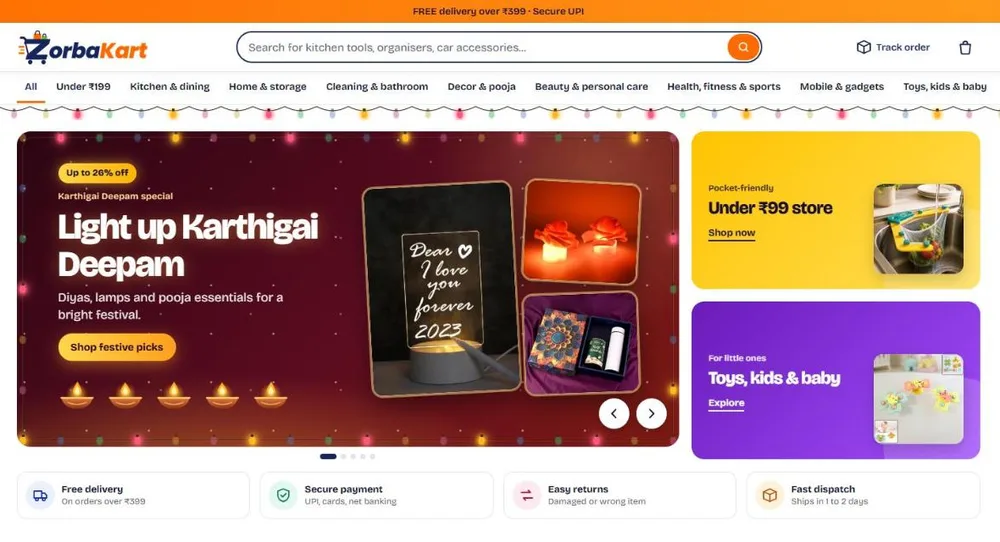 FREE delivery over ₹399 · Secure UPI
ZorbaKart
Search for kitchen tools, organisers, car accessories...
Track order
All
Under ₹199
Kitchen & dining
Home & storage
Cleaning & bathroom
Decor & pooja
Beauty & personal care
Health, fitness & sports
Mobile & gadgets
Toys, kids & baby
Up to 26% off
Karthigai Deepam special
Light up Karthigai
Deepam
Diyas, lamps and pooja essentials for a
bright festival.
Shop festive picks
Dear
I love
you
forever
2023
Pocket-friendly
Under ₹99 store
Shop now
For little ones
Toys, kids & baby
Explore
Free delivery
On orders over ₹399
Secure payment
UPI, cards, net banking
Easy returns
Damaged or wrong item
Fast dispatch
Ships in 1 to 2 days